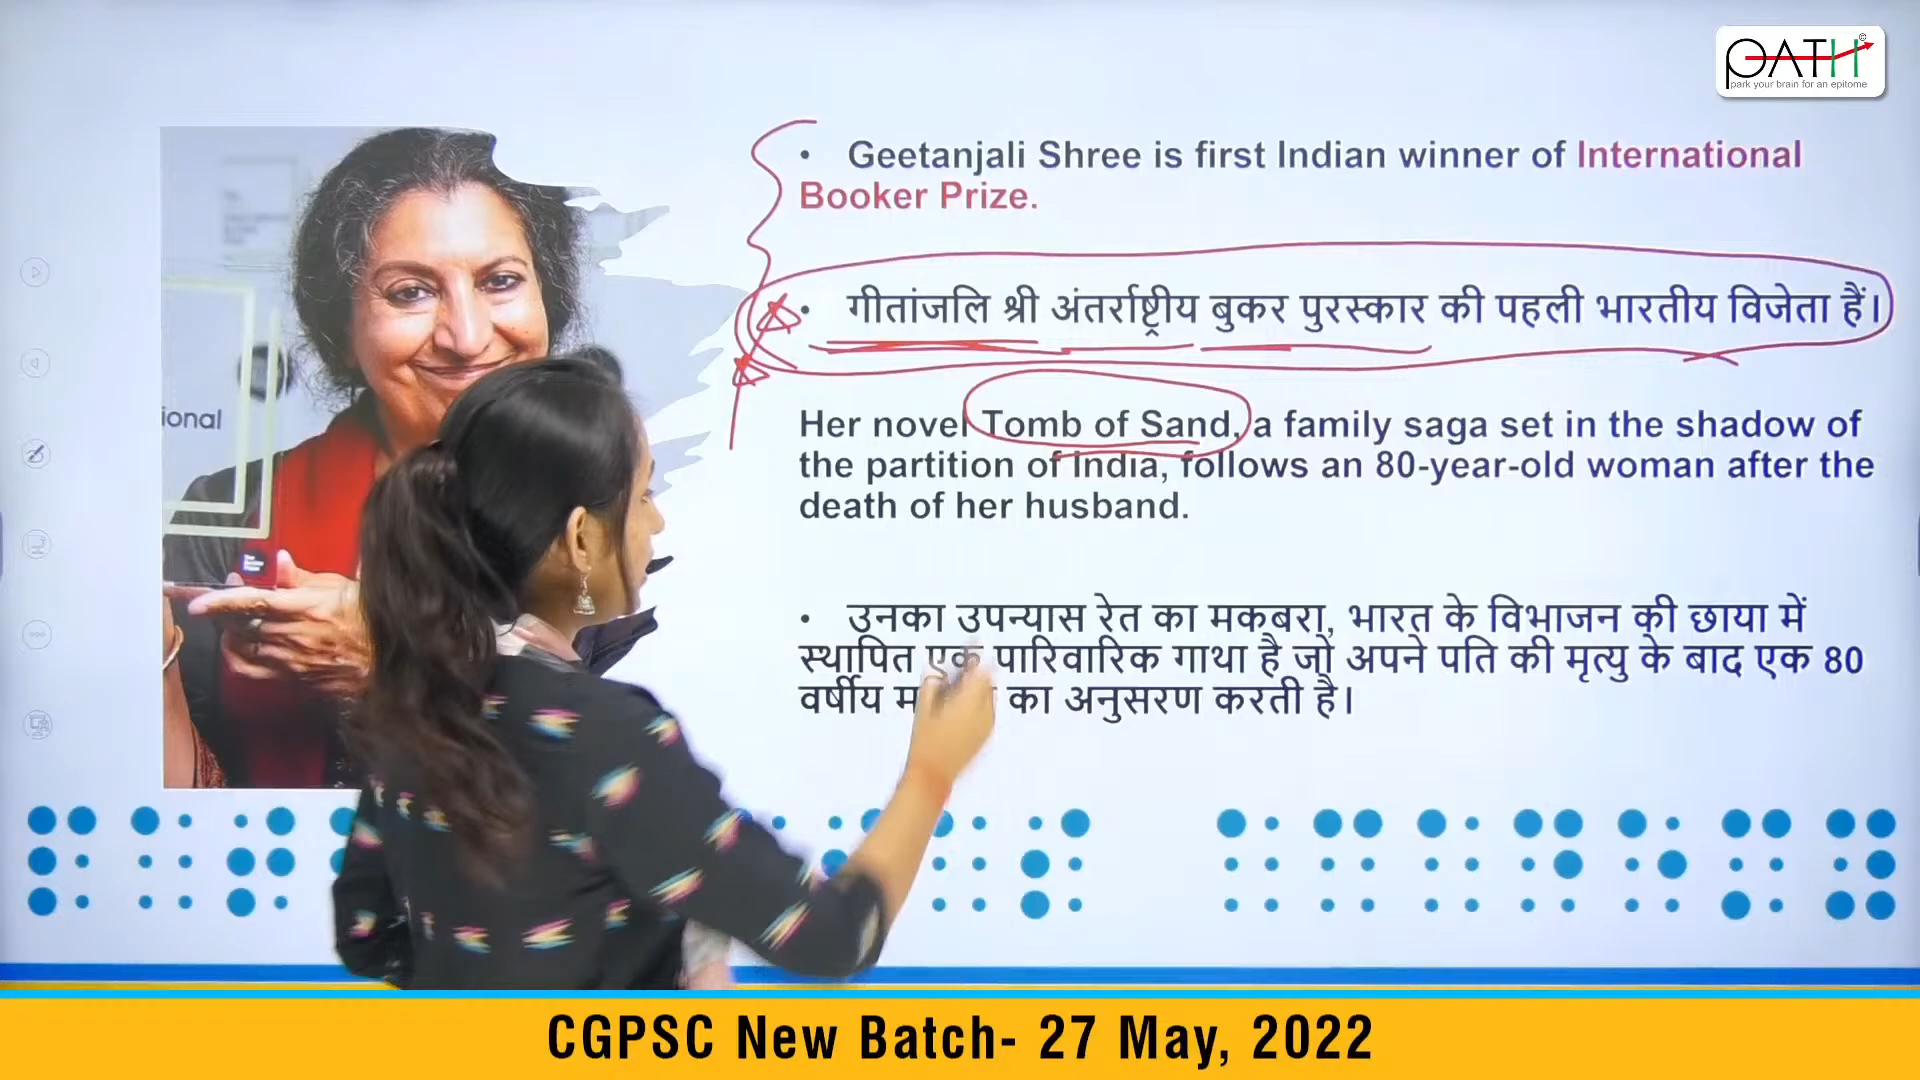 PATH
park your brain for an epitome
• Geetanjali Shree is first Indian winner of International
Booker Prize.
• गीतांजलि श्री अंतर्राष्ट्रीय बुकर पुरस्कार की पहली भारतीय विजेता हैं।
ional
Her novel Tomb of Sand, a family saga set in the shadow of
the partition of India, follows an 80-year-old woman after the
death of her husband.
• उनका उपन्यास रेत का मकबरा, भारत के विभाजन की छाया में
स्थापित एक पारिवारिक गाथा है जो अपने पति की मृत्यु के बाद एक 80
वर्षीय का अनुसरण करती है।
CGPSC New Batch- 27 May, 2022